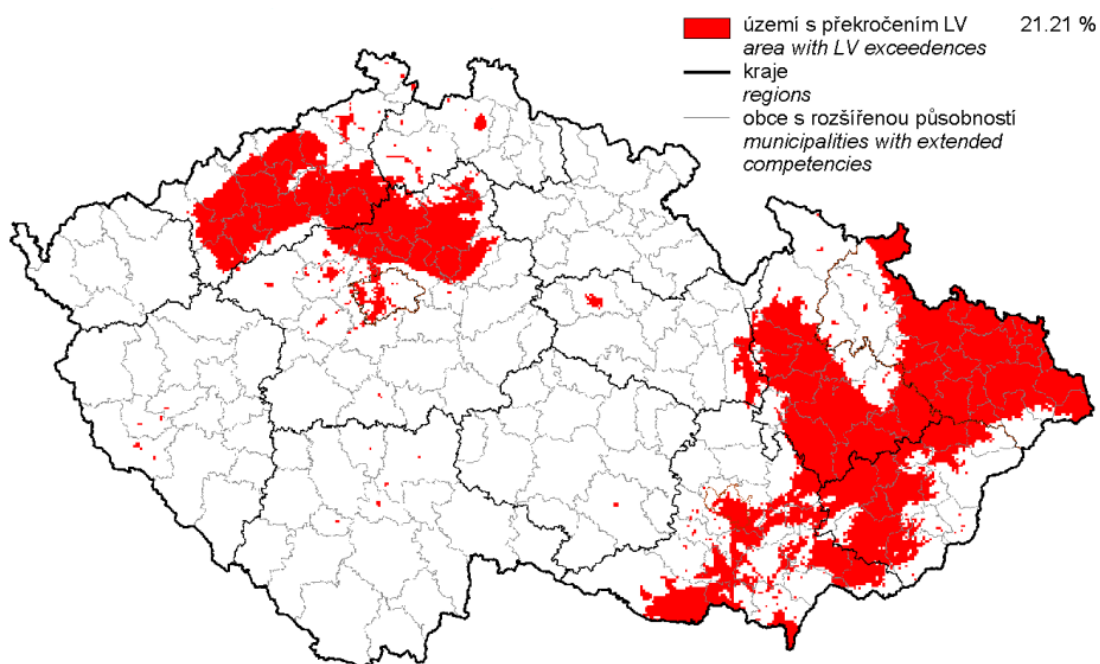 území s překročením LV 21.21 %
area with LV exceedences
kraje
regions
obce s rozšířenou působností
municipalities with extended
competencies